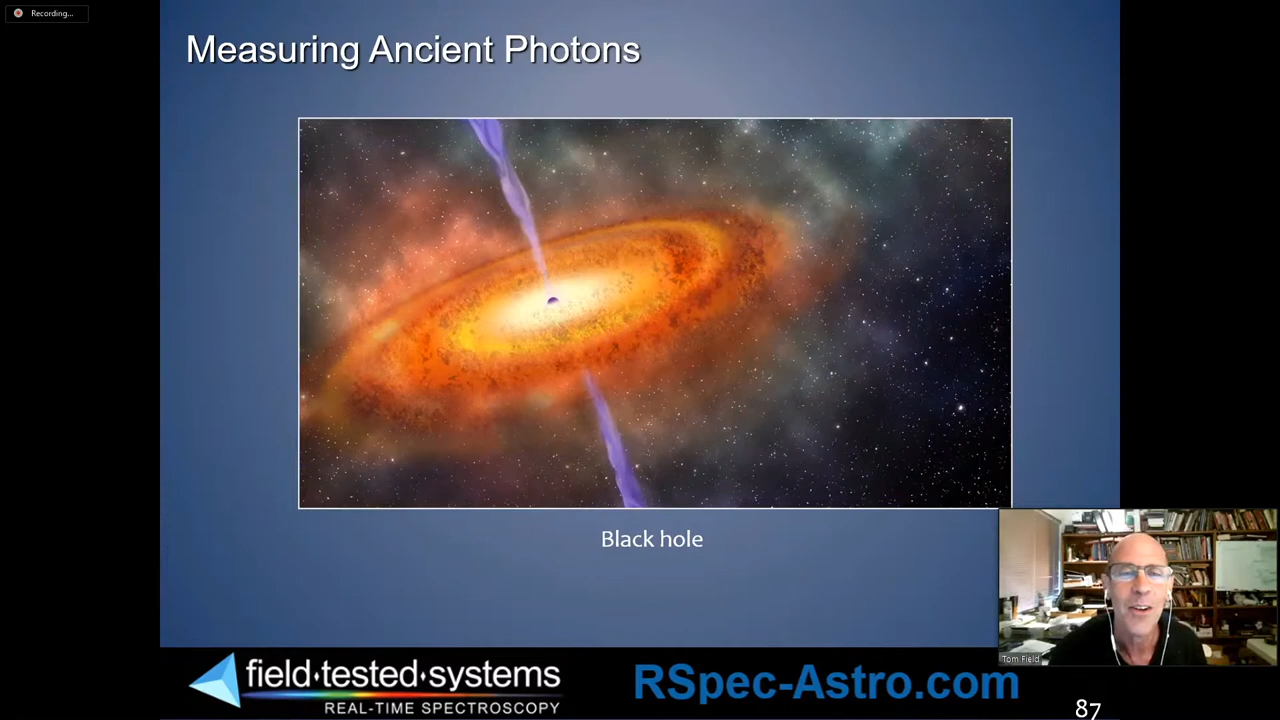 Recording...
Measuring Ancient Photons
Black hole
Tom Field
field·tested·systems
REAL-TIME SPECTROSCOPY
RSpec-Astro.com
87